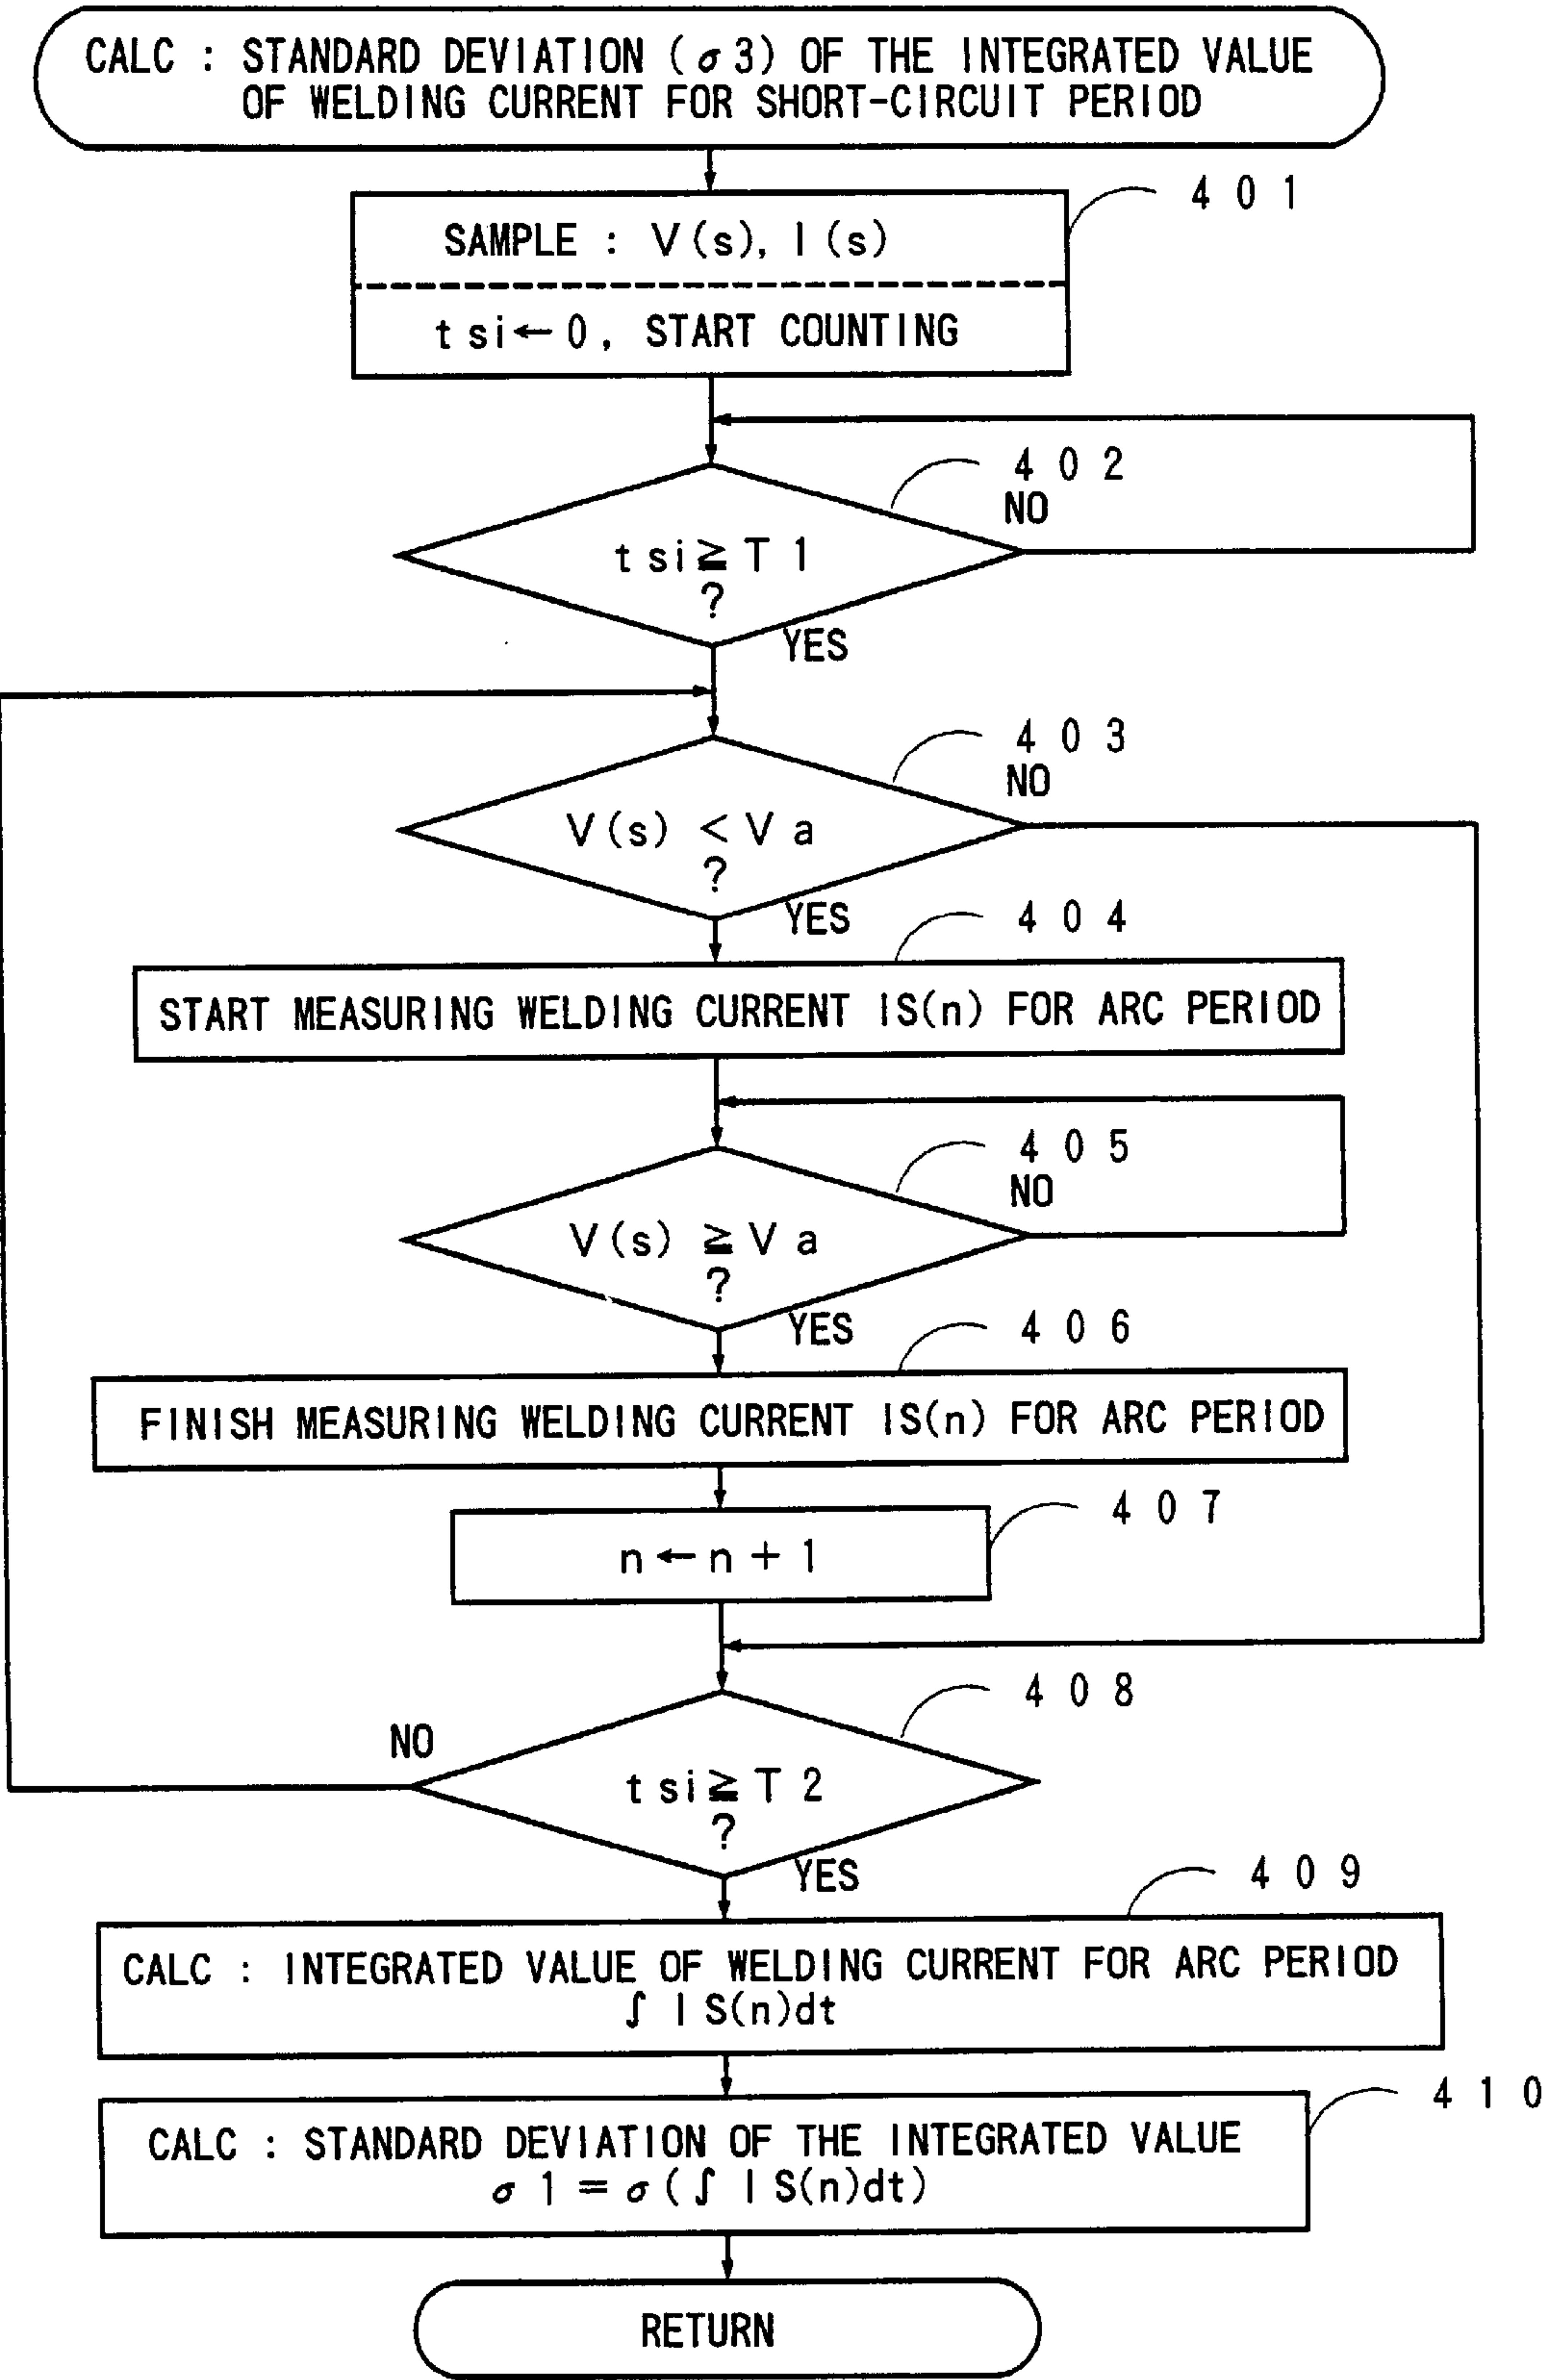 CALC : STANDARD DEVIATION (σ3) OF THE INTEGRATED VALUE
OF WELDING CURRENT FOR SHORT-CIRCUIT PERIOD
401
SAMPLE : V(s), I(s)
tsi←0, START COUNTING
402
NO
tsi≧T1
?
YES
403
NO
V(s) <Va
?
YES
404
START MEASURING WELDING CURRENT IS(n) FOR ARC PERIOD
405
NO
V(s) ≧Va
?
YES
406
FINISH MEASURING WELDING CURRENT IS(n) FOR ARC PERIOD
407
n←n+1
408
NO
tsi≧T2
?
YES
409
CALC : INTEGRATED VALUE OF WELDING CURRENT FOR ARC PERIOD
∫ IS(n)dt
410
CALC : STANDARD DEVIATION OF THE INTEGRATED VALUE
σ1=σ(∫ IS(n)dt)
RETURN